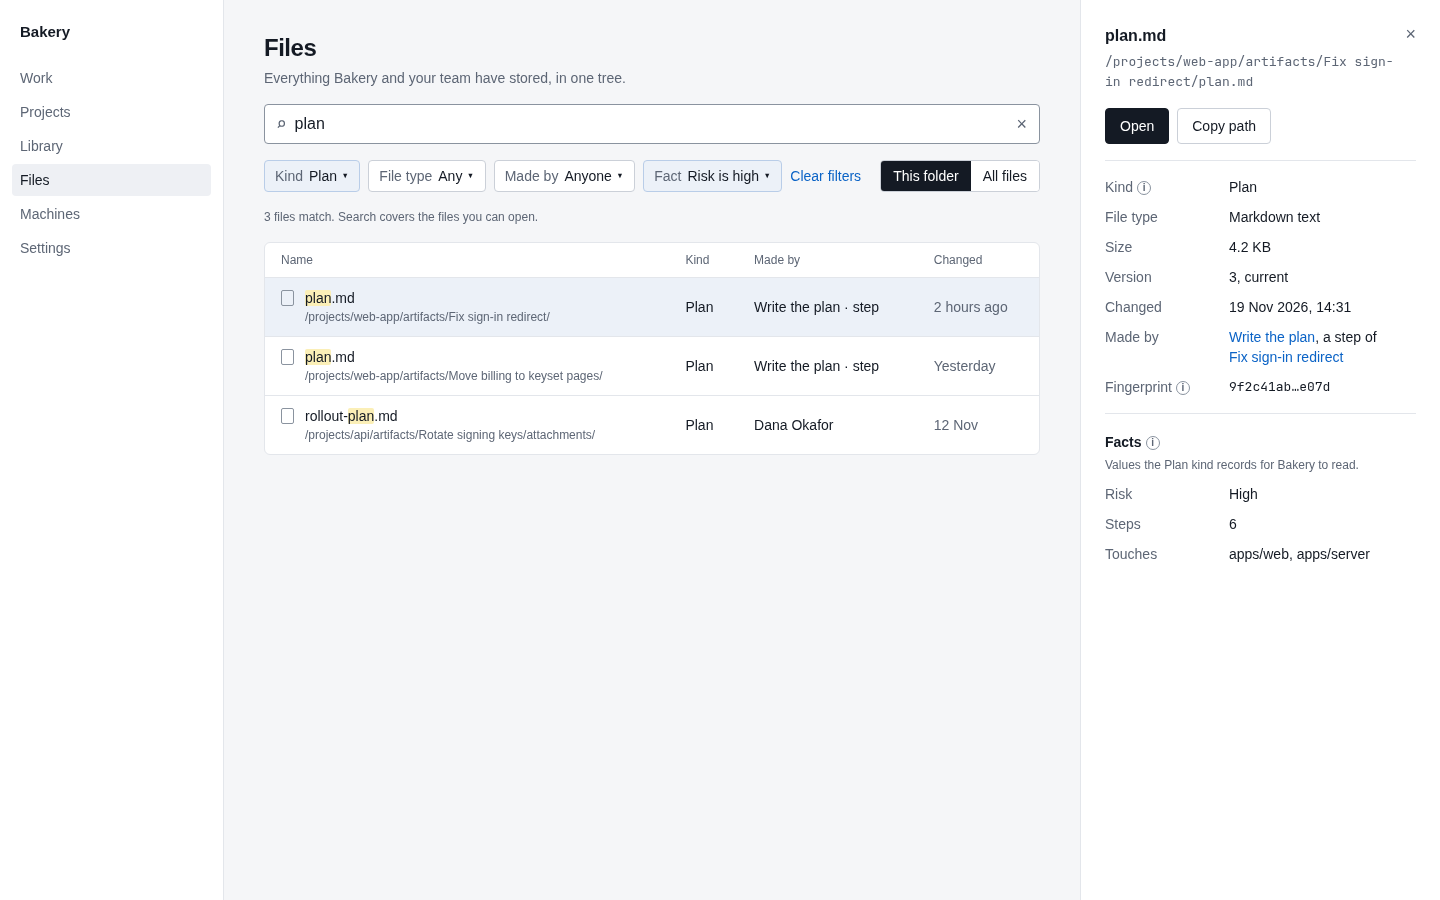 Bakery
Work
Projects
Library
Files
Machines
Settings
Files
Everything Bakery and your team have stored, in one tree.
plan ×
Kind Plan ▾ File type Any ▾ Made by Anyone ▾ Fact Risk is high ▾ Clear filters This folder All files
3 files match. Search covers the files you can open.
Name Kind Made by Changed
plan.md
/projects/web-app/artifacts/Fix sign-in redirect/
Plan Write the plan · step 2 hours ago
plan.md
/projects/web-app/artifacts/Move billing to keyset pages/
Plan Write the plan · step Yesterday
rollout-plan.md
/projects/api/artifacts/Rotate signing keys/attachments/
Plan Dana Okafor 12 Nov
plan.md ×
/projects/web-app/artifacts/Fix sign-
in redirect/plan.md
Open Copy path
Kind i Plan
File type Markdown text
Size 4.2 KB
Version 3, current
Changed 19 Nov 2026, 14:31
Made by Write the plan, a step of
Fix sign-in redirect
Fingerprint i 9f2c41ab…e07d
Facts i
Values the Plan kind records for Bakery to read.
Risk High
Steps 6
Touches apps/web, apps/server